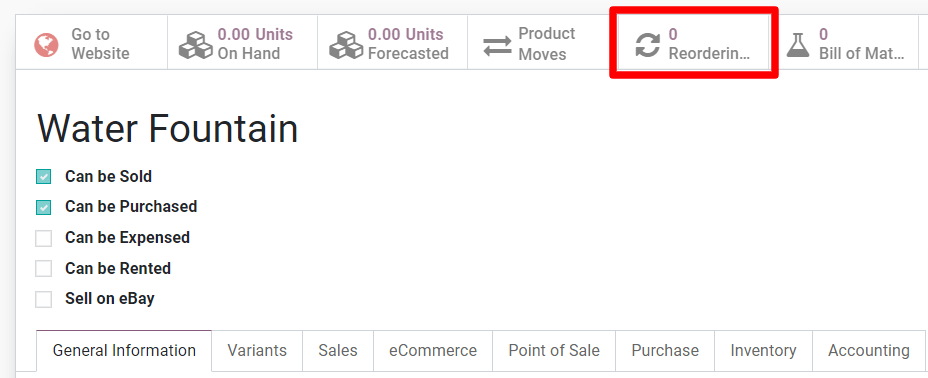 Go to
Website
0.00 Units
On Hand
0.00 Units
Forecasted
Product
Moves
0
Reorderin...
0
Bill of Mat...
Water Fountain
Can be Sold
Can be Purchased
Can be Expensed
Can be Rented
Sell on eBay
General Information Variants Sales eCommerce Point of Sale Purchase Inventory Accounting